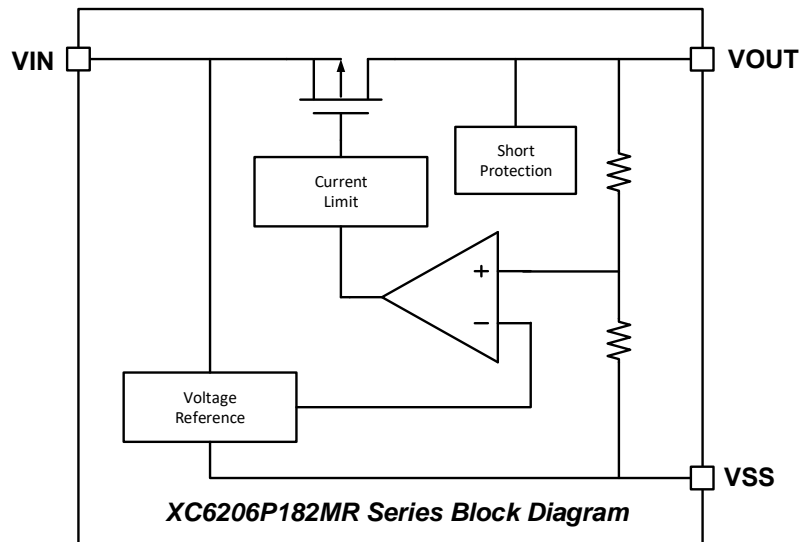 VIN
VOUT
Short
Protection
Current
Limit
+
−
Voltage
Reference
VSS
XC6206P182MR Series Block Diagram